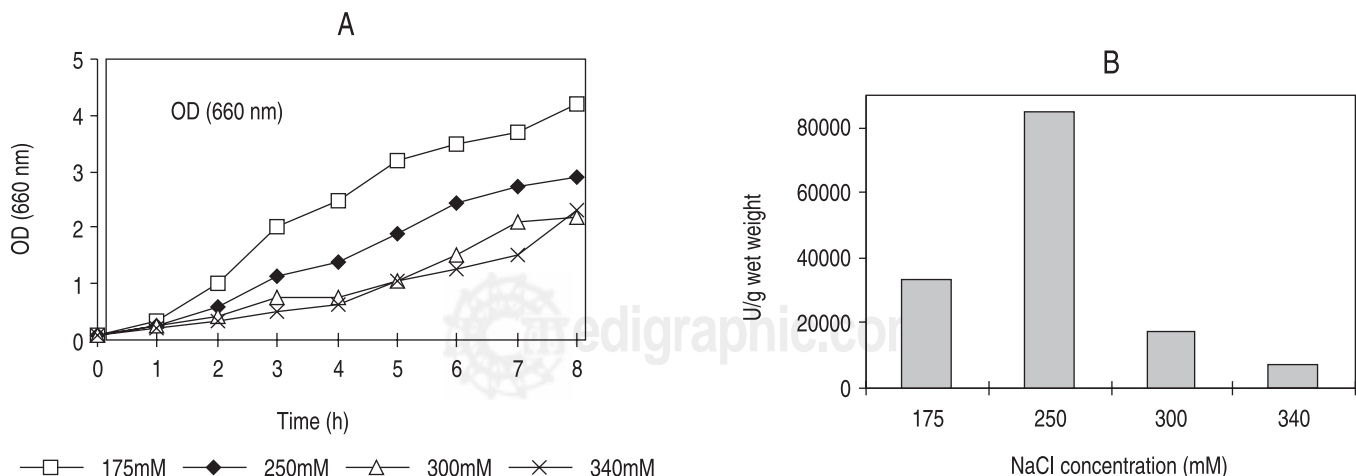 A
OD (660 nm)
5
4
3
2
1
0
OD (660 nm)
0 1 2 3 4 5 6 7 8
Time (h)
175mM 250mM 300mM 340mM
B
U/g wet weight
80000
60000
40000
20000
0
175 250 300 340
NaCl concentration (mM)
medigraphic.com